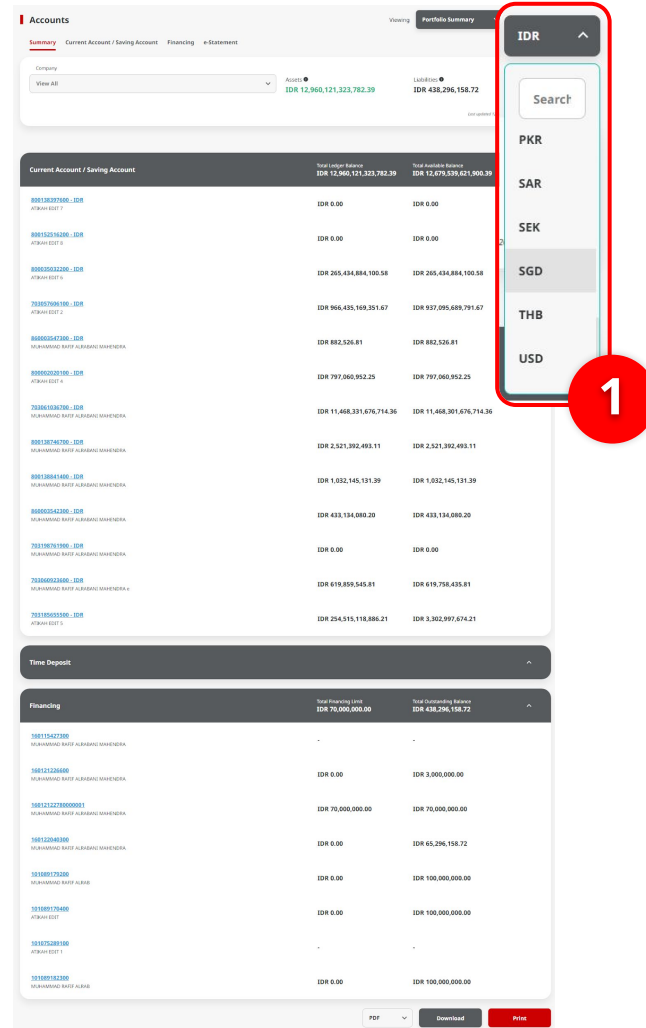 Accounts
Viewing Portfolio Summary
IDR
Summary Current Account / Saving Account Financing e-Statement
Company
View All
Assets
IDR 12,960,121,323,782.39
Liabilities
IDR 438,296,158.72
Last updated
Search
PKR
SAR
SEK
SGD
THB
USD
1
Current Account / Saving Account
Total Ledger Balance
IDR 12,960,121,323,782.39
Total Available Balance
IDR 12,679,539,621,900.39
800138397600 - IDR IDR 0.00 IDR 0.00
ATIKAH EDIT 7
800152516200 - IDR IDR 0.00 IDR 0.00
ATIKAH EDIT 8
800035032200 - IDR IDR 265,434,884,100.58 IDR 265,434,884,100.58
ATIKAH EDIT 6
703057606100 - IDR IDR 966,435,169,351.67 IDR 937,095,689,791.67
ATIKAH EDIT 2
860003547300 - IDR IDR 882,526.81 IDR 882,526.81
MUHAMMAD RAFIF ALRABANI MAHENDRA
800002020100 - IDR IDR 797,060,952.25 IDR 797,060,952.25
ATIKAH EDIT 4
703061036700 - IDR IDR 11,468,331,676,714.36 IDR 11,468,301,676,714.36
MUHAMMAD RAFIF ALRABANI MAHENDRA
800138746700 - IDR IDR 2,521,392,493.11 IDR 2,521,392,493.11
MUHAMMAD RAFIF ALRABANI MAHENDRA
800138841400 - IDR IDR 1,032,145,131.39 IDR 1,032,145,131.39
MUHAMMAD RAFIF ALRABANI MAHENDRA
860003542300 - IDR IDR 433,134,080.20 IDR 433,134,080.20
MUHAMMAD RAFIF ALRABANI MAHENDRA
703198761900 - IDR IDR 0.00 IDR 0.00
MUHAMMAD RAFIF ALRABANI MAHENDRA
703060923600 - IDR IDR 619,859,545.81 IDR 619,758,435.81
MUHAMMAD RAFIF ALRABANI MAHENDRA o
703185655500 - IDR IDR 254,515,118,886.21 IDR 3,302,997,674.21
ATIKAH EDIT 5
Time Deposit
Financing
Total Financing Limit
IDR 70,000,000.00
Total Outstanding Balance
IDR 438,296,158.72
160115427300 - -
MUHAMMAD RAFIF ALRABANI MAHENDRA
160121226600 IDR 0.00 IDR 3,000,000.00
MUHAMMAD RAFIF ALRABANI MAHENDRA
16012122780000001 IDR 70,000,000.00 IDR 70,000,000.00
MUHAMMAD RAFIF ALRABANI MAHENDRA
160122040300 IDR 0.00 IDR 65,296,158.72
MUHAMMAD RAFIF ALRABANI MAHENDRA
101089179200 IDR 0.00 IDR 100,000,000.00
MUHAMMAD RAFIF ALRAB
101089170400 IDR 0.00 IDR 100,000,000.00
ATIKAH EDIT
101075289100 - -
ATIKAH EDIT 1
101089182300 IDR 0.00 IDR 100,000,000.00
MUHAMMAD RAFIF ALRAB
PDF Download Print